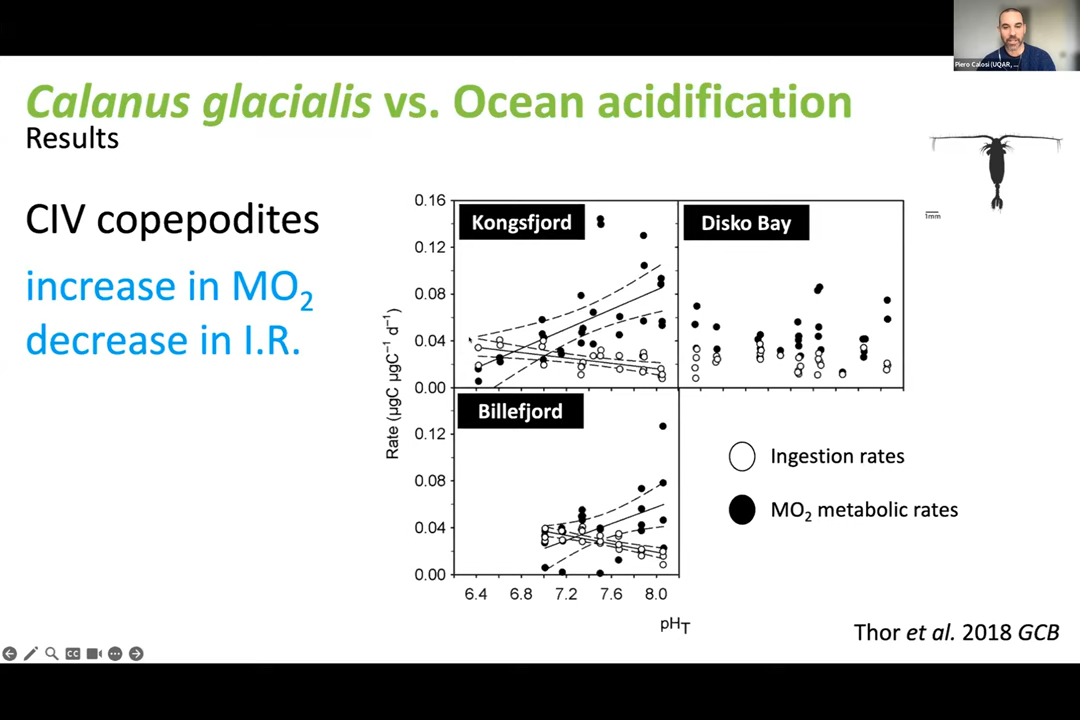 Piero Calosi (UQAR, ...
Calanus glacialis vs. Ocean acidification
Results
1mm
CIV copepodites
increase in MO2
decrease in I.R.
Rate (µgC µgC⁻¹ d⁻¹)
0.16
0.12
0.08
0.04
0.00
Kongsfjord
Disko Bay
0.12
0.08
0.04
0.00
Billefjord
6.4 6.8 7.2 7.6 8.0
pHT
Ingestion rates
MO2 metabolic rates
Thor et al. 2018 GCB
CC